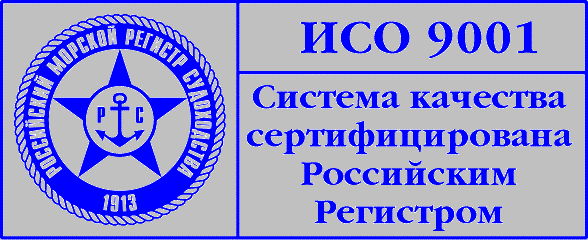 РОССИЙСКИЙ МОРСКОЙ РЕГИСТР СУДОХОДСТВА
Р С
1913
ИСО 9001
Система качества
сертифицирована
Российским
Регистром